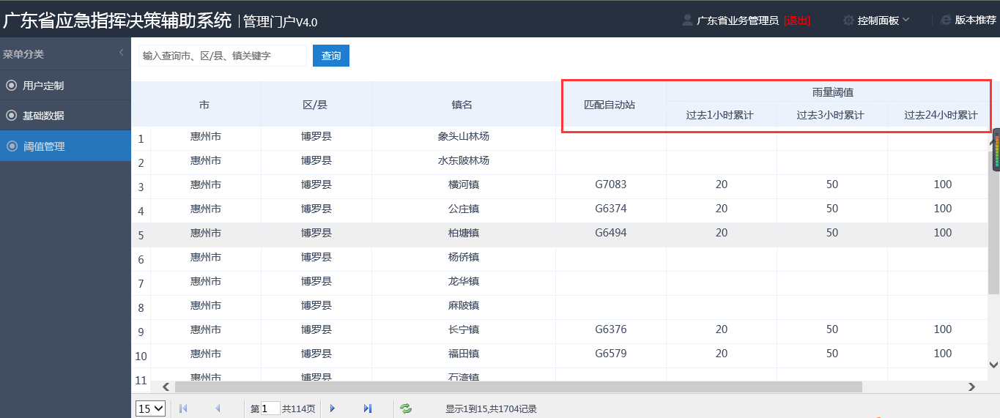 广东省应急指挥决策辅助系统 | 管理门户V4.0 广东省业务管理员 [退出] 控制面板 版本推荐
菜单分类
用户定制
基础数据
阈值管理
输入查询市、区/县、镇关键字 查询
市 区/县 镇名 匹配自动站 雨量阈值
过去1小时累计 过去3小时累计 过去24小时累计
1 惠州市 博罗县 象头山林场
2 惠州市 博罗县 水东陂林场
3 惠州市 博罗县 横河镇 G7083 20 50 100
4 惠州市 博罗县 公庄镇 G6374 20 50 100
5 惠州市 博罗县 柏塘镇 G6494 20 50 100
6 惠州市 博罗县 杨侨镇
7 惠州市 博罗县 龙华镇
8 惠州市 博罗县 麻陂镇
9 惠州市 博罗县 长宁镇 G6376 20 50 100
10 惠州市 博罗县 福田镇 G6579 20 50 100
11 惠州市 博罗县 石湾镇
15 第 1 共114页 显示1到15,共1704记录